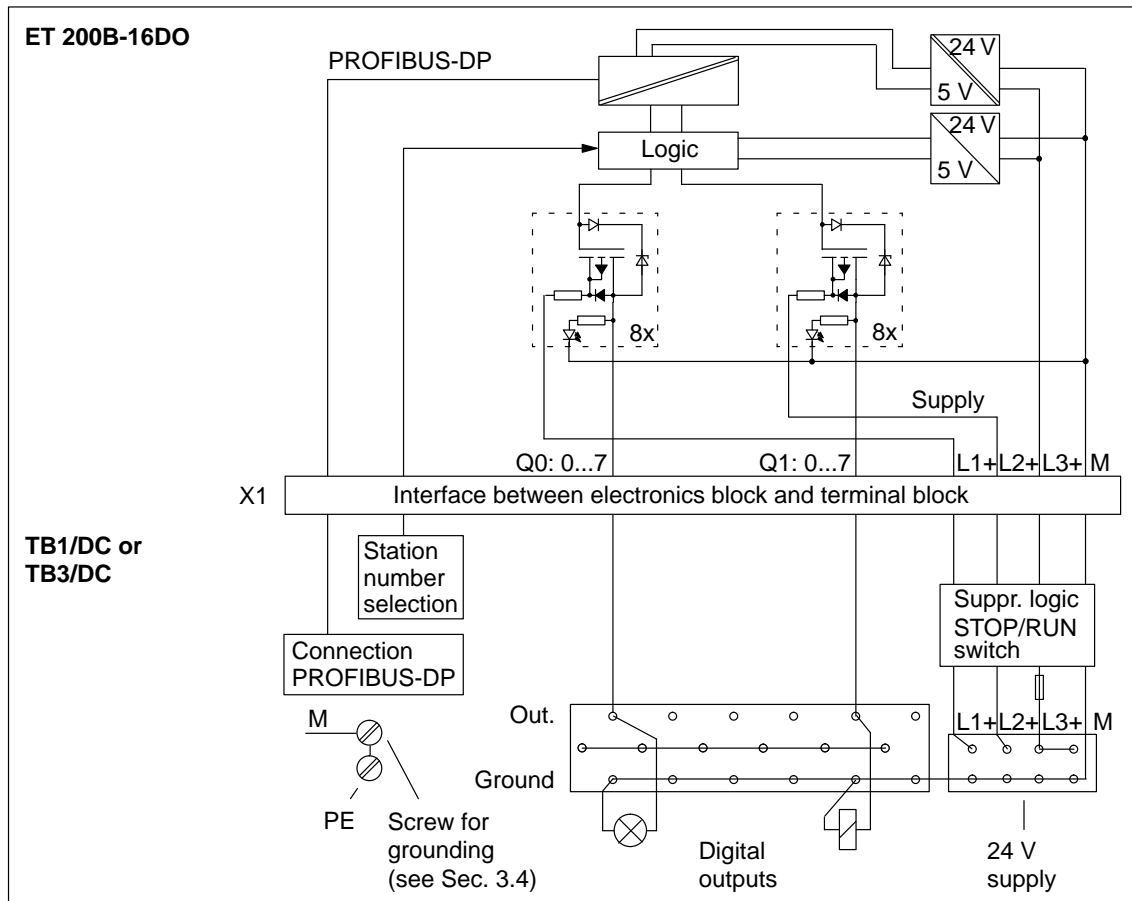 ET 200B-16DO
PROFIBUS-DP
24 V
5 V
24 V
5 V
Logic
8x
8x
Supply
Q0: 0...7
Q1: 0...7
L1+ L2+ L3+ M
X1
Interface between electronics block and terminal block
TB1/DC or
TB3/DC
Station
number
selection
Suppr. logic
STOP/RUN
switch
Connection
PROFIBUS-DP
Out.
L1+ L2+ L3+ M
M
Ground
PE
Screw for
grounding
(see Sec. 3.4)
Digital
outputs
24 V
supply